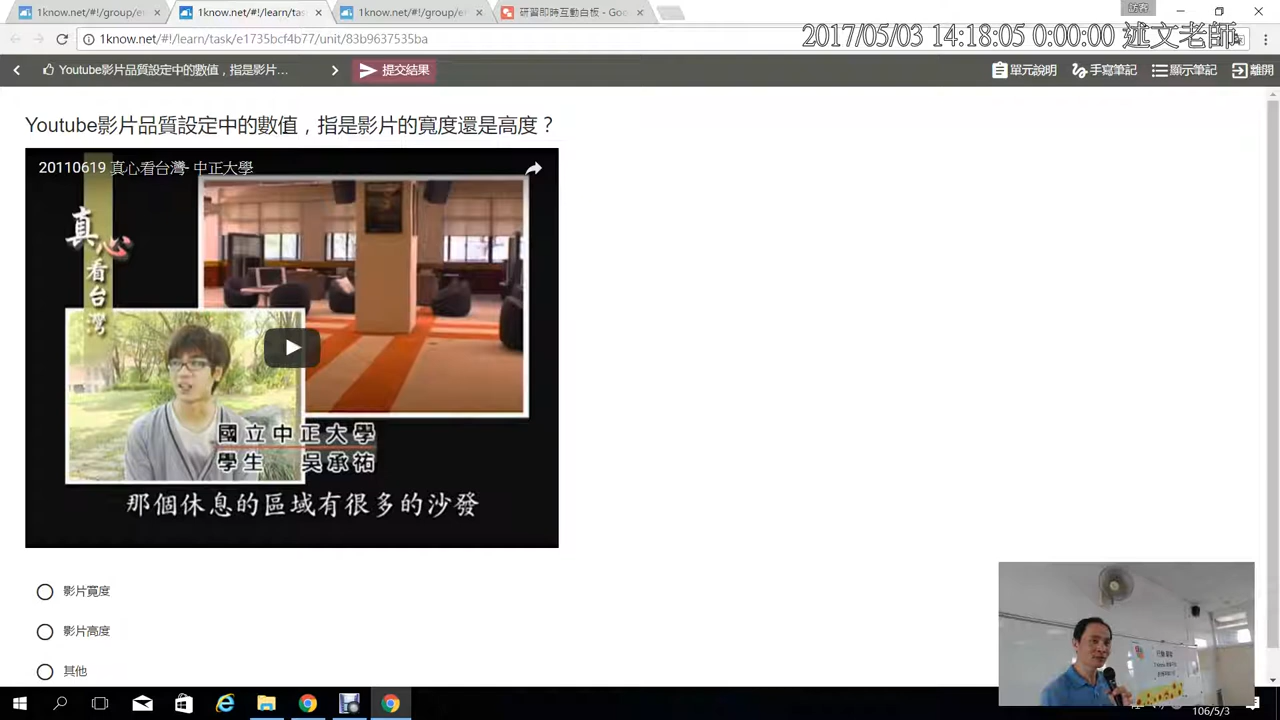 1know.net/#!/group/e
1know.net/#!/learn/tas
1know.net/#!/group/e
研習即時互動白板 - Goo
訪客
1know.net/#!/learn/task/e1735bcf4b77/unit/83b9637535ba
2017/05/03 14:18:05 0:00:00 述文老師
Youtube影片品質設定中的數值，指是影片...
提交結果
單元說明
手寫筆記
顯示筆記
離開
Youtube影片品質設定中的數值，指是影片的寬度還是高度？
20110619 真心看台灣- 中正大學
真心看台灣
國立中正大學
學生 吳承祐
那個休息的區域有很多的沙發
影片寬度
影片高度
其他
106/5/3